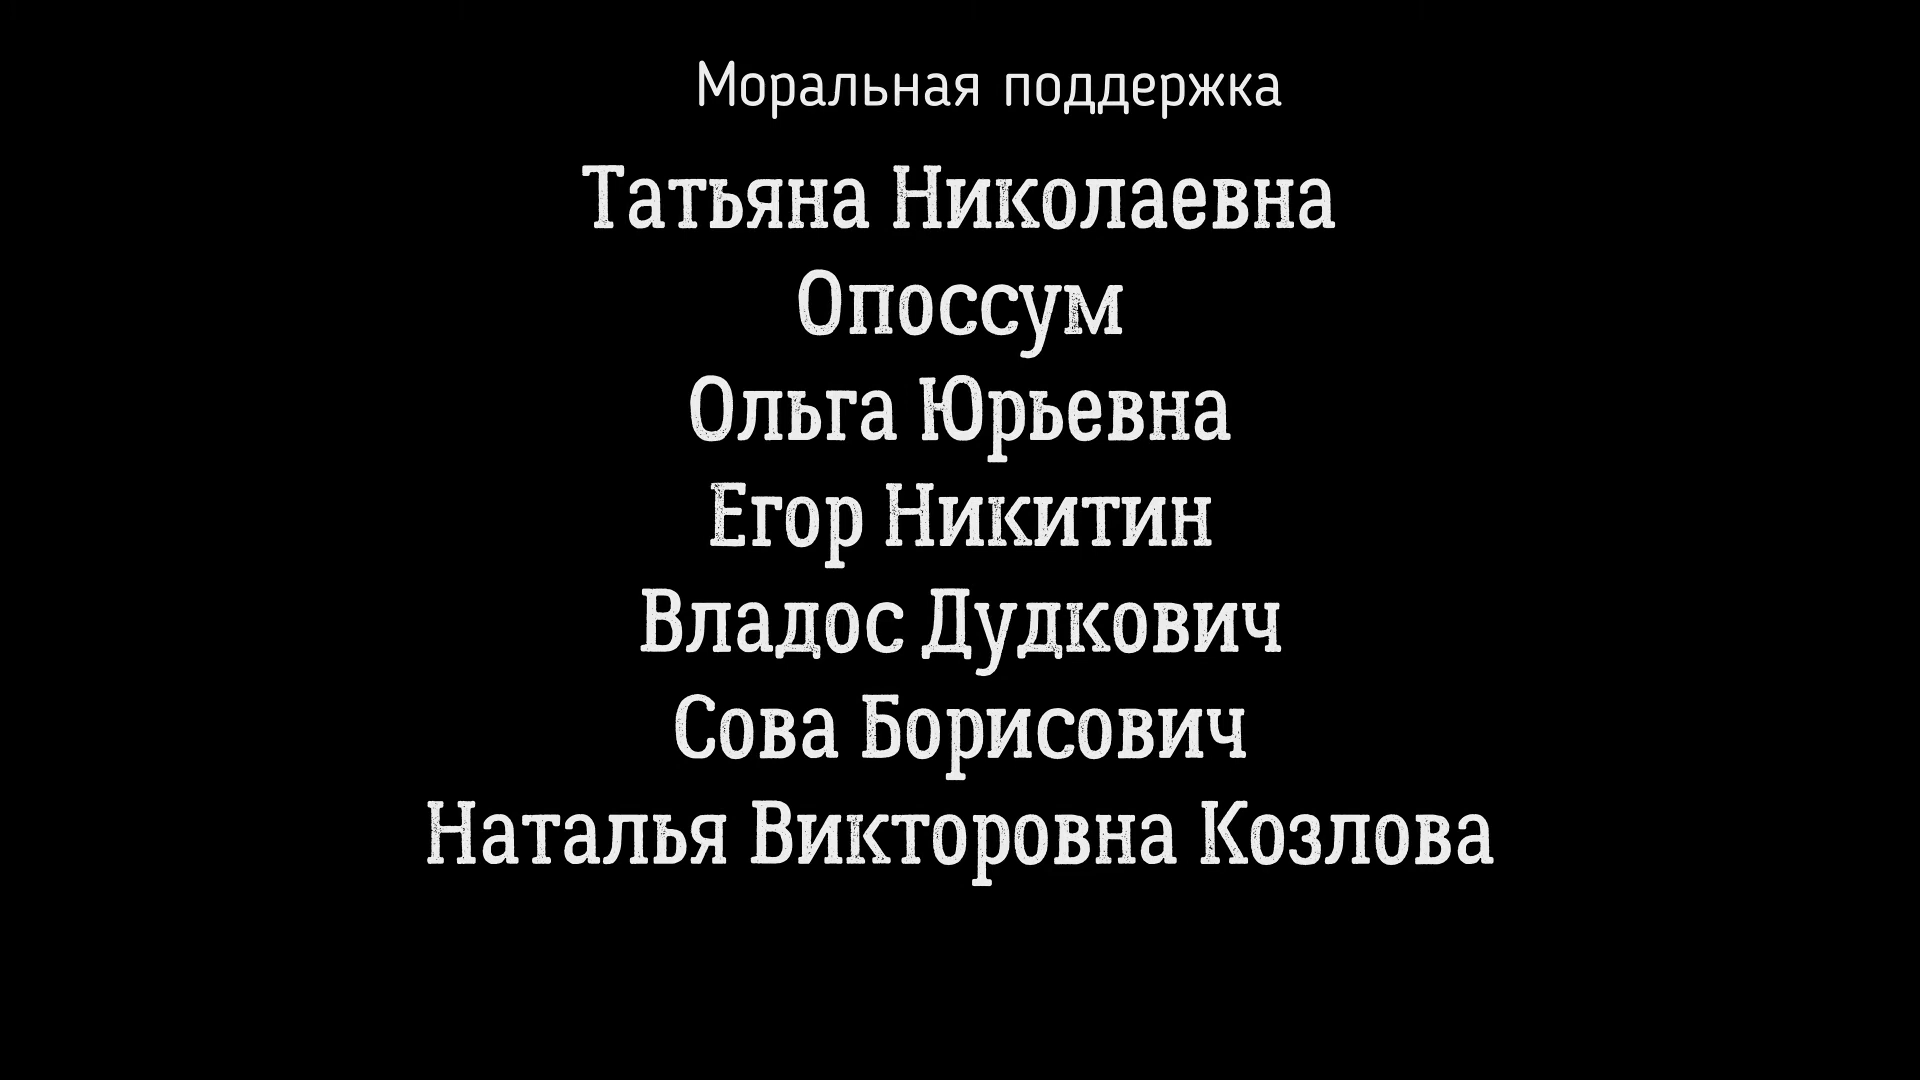 Моральная поддержка
Татьяна Николаевна
Опоссум
Ольга Юрьевна
Егор Никитин
Владос Дудкович
Сова Борисович
Наталья Викторовна Козлова